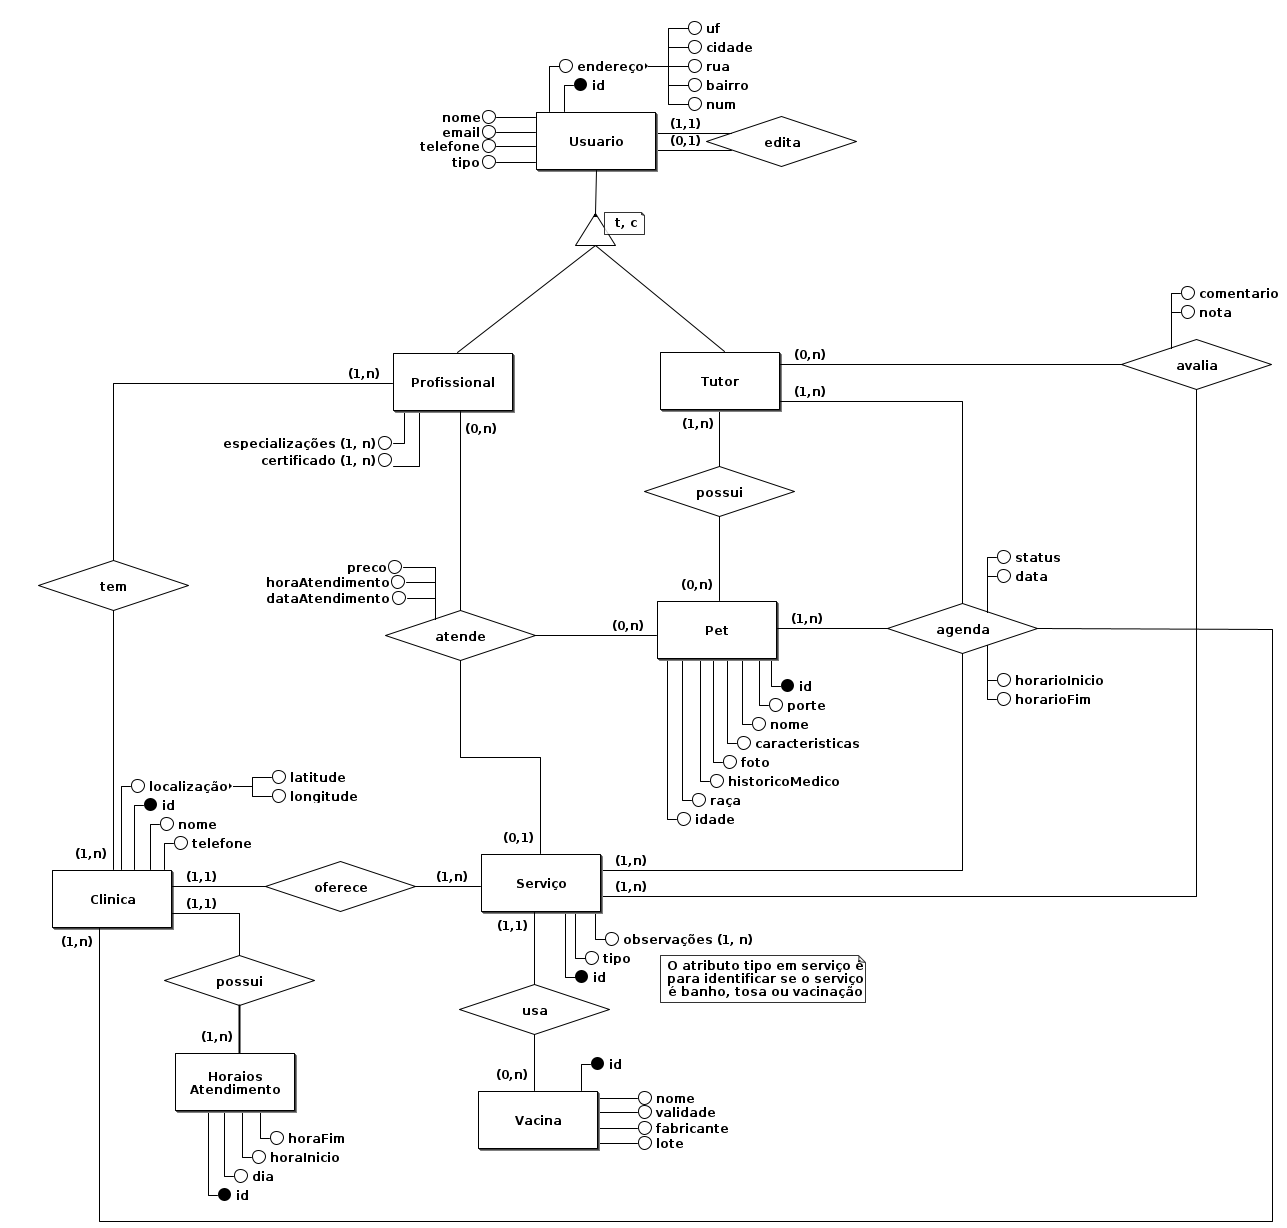 uf
cidade
endereço
rua
id
bairro
num
nome
email
telefone
tipo
Usuario
(1,1)
(0,1)
edita
t, c
comentario
nota
avalia
(0,n)
(1,n)
Profissional
(1,n)
Tutor
(1,n)
(0,n)
especializações (1, n)
certificado (1, n)
possui
(0,n)
tem
preco
horaAtendimento
dataAtendimento
atende
(0,n)
Pet
(1,n)
agenda
status
data
horarioInicio
horarioFim
id
porte
nome
caracteristicas
foto
historicoMedico
raça
idade
localização
latitude
longitude
id
nome
telefone
(1,n)
Clinica
(1,1)
oferece
(1,n)
(0,1)
Serviço
(1,n)
(1,n)
(1,1)
(1,n)
possui
(1,n)
Horaios
Atendimento
horaFim
horaInicio
dia
id
(1,1)
observações (1, n)
tipo
id
O atributo tipo em serviço é
para identificar se o serviço
é banho, tosa ou vacinação
usa
(0,n)
id
Vacina
nome
validade
fabricante
lote